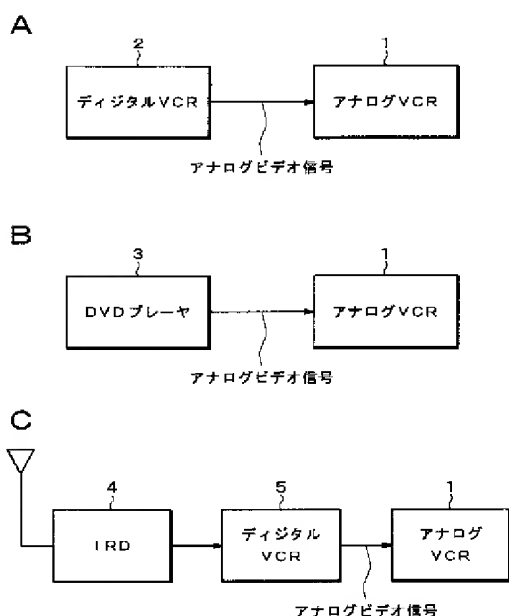 A
2 1
ディジタルVCR アナログVCR
アナログビデオ信号
B
3 1
DVDプレーヤ アナログVCR
アナログビデオ信号
C
4 5 1
IRD ディジタル アナログ
VCR VCR
アナログビデオ信号